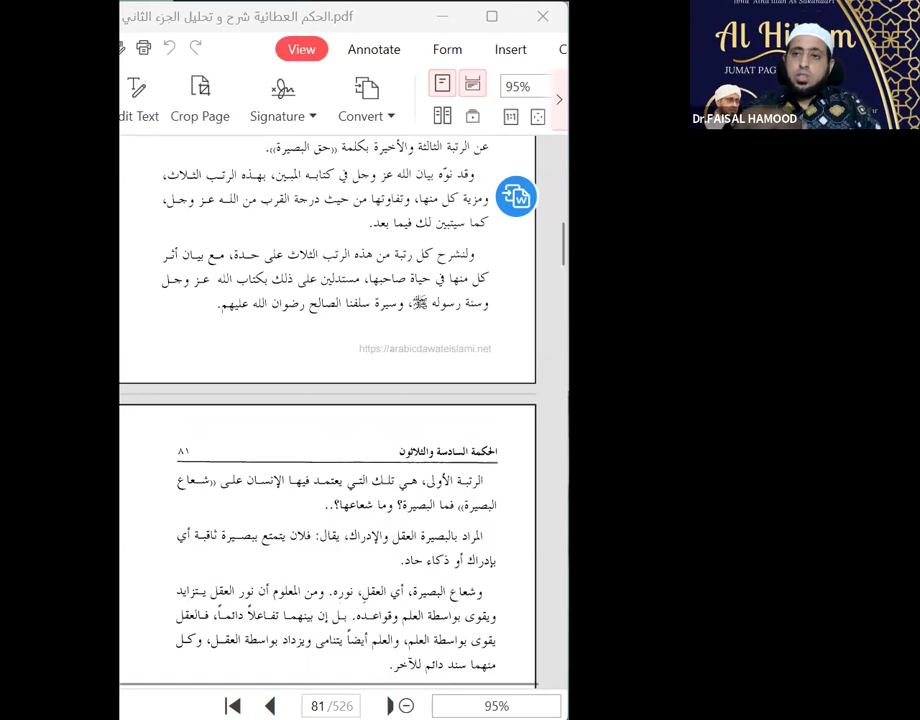 الحكم العطائية شرح و تحليل الجزء الثاني.pdf
View
Annotate
Form
Insert
C
dit Text
Crop Page
Signature
Convert
95%
عن الرتبة الثالثة والأخيرة بكلمة «حق البصيرة».
وقد نوّه بيان الله عز وجل في كتابه المبين، بهذه الرتب الثلاث،
ومزية كل منها، وتفاوتها من حيث درجة القرب من الله عز وجل،
كما سيتبين لك فيما بعد.
ولنشرح كل رتبة من هذه الرتب الثلاث على حدة، مع بيان أثر
كل منها في حياة صاحبها، مستدلين على ذلك بكتاب الله عز وجل
وسنة رسوله ﷺ، وسيرة سلفنا الصالح رضوان الله عليهم.
https://arabicdawateislami.net
الحكمة السادسة والثلاثون ٨١
الرتبة الأولى، هي تلك التي يعتمد فيها الإنسان على «شعاع
البصيرة» فما البصيرة؟ وما شعاعها؟..
المراد بالبصيرة العقل والإدراك، يقال: فلان يتمتع ببصيرة ثاقبة أي
بإدراك أو ذكاء حاد.
وشعاع البصيرة، أي العقل، نوره. ومن المعلوم أن نور العقل يتزايد
ويقوى بواسطة العلم وقواعده. بل إن بينهما تفاعلاً دائماً، فالعقل
يقوى بواسطة العلم، والعلم أيضاً يتنامى ويزداد بواسطة العقل، وكل
منهما سند دائم للآخر.
81 /526
95%
Ibnu 'Atha'illah As Sakandari
Al Hikam
JUMAT PAG
Dr.FAISAL HAMOOD